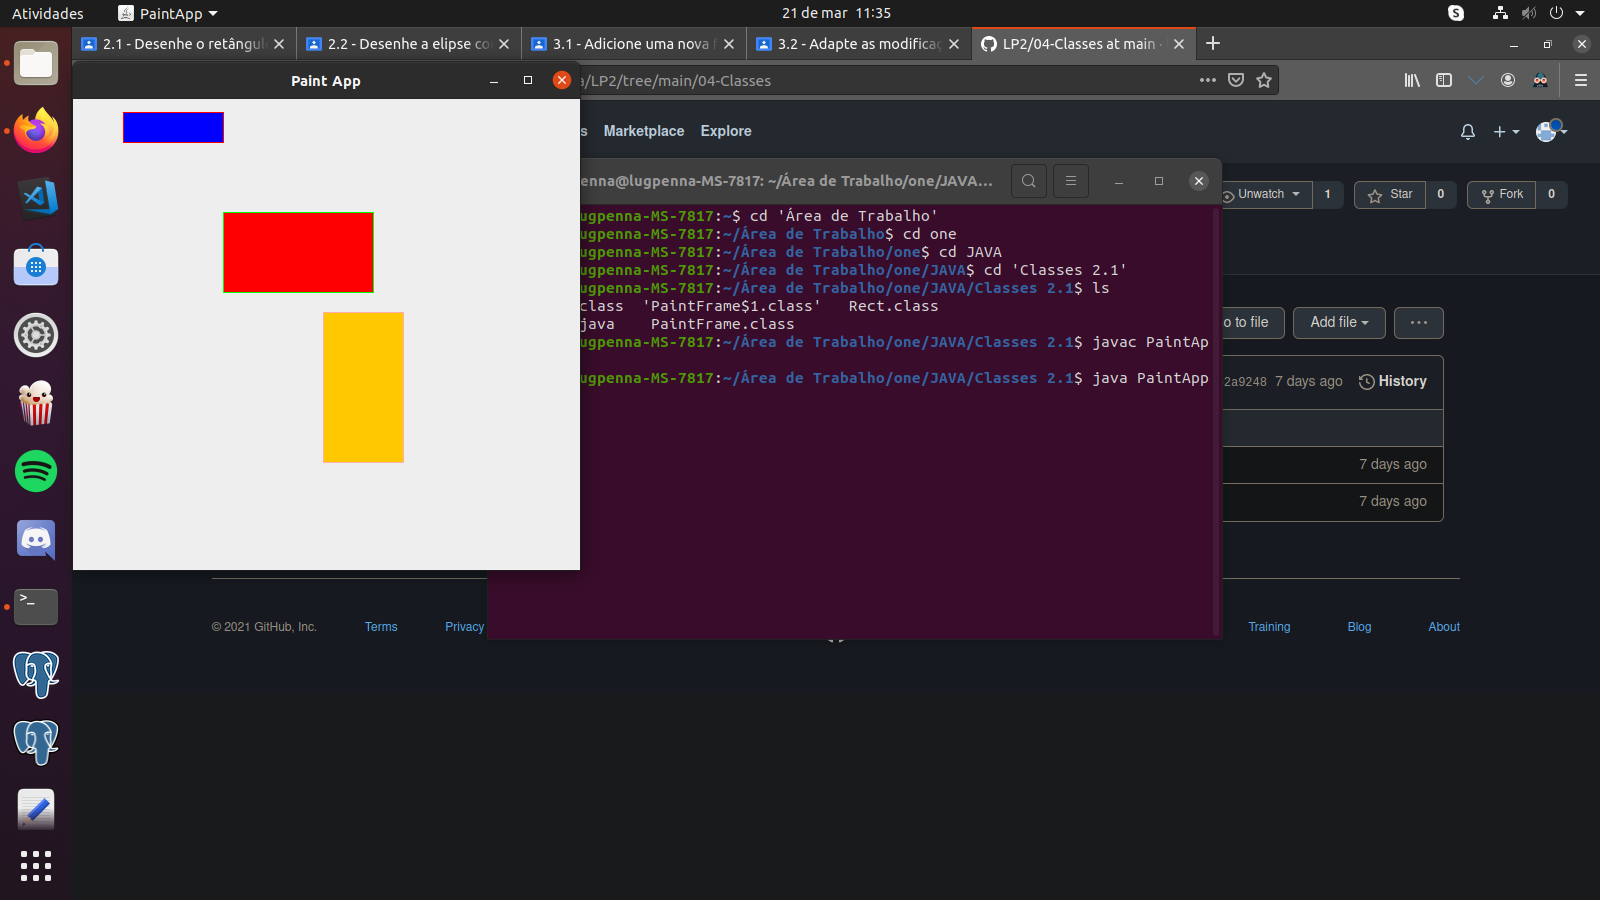 Atividades
PaintApp
21 de mar 11:35
2.1 - Desenhe o retângul
2.2 - Desenhe a elipse co
3.1 - Adicione uma nova
3.2 - Adapte as modificaç
LP2/04-Classes at main
Paint App
a/LP2/tree/main/04-Classes
s Marketplace Explore
enna@lugpenna-MS-7817: ~/Área de Trabalho/one/JAVA...
Unwatch 1
Star 0
Fork 0
ugpenna-MS-7817:~$ cd 'Área de Trabalho'
ugpenna-MS-7817:~/Área de Trabalho$ cd one
ugpenna-MS-7817:~/Área de Trabalho/one$ cd JAVA
ugpenna-MS-7817:~/Área de Trabalho/one/JAVA$ cd 'Classes 2.1'
ugpenna-MS-7817:~/Área de Trabalho/one/JAVA/Classes 2.1$ ls
class 'PaintFrame$1.class' Rect.class
java PaintFrame.class
ugpenna-MS-7817:~/Área de Trabalho/one/JAVA/Classes 2.1$ javac PaintAp
ugpenna-MS-7817:~/Área de Trabalho/one/JAVA/Classes 2.1$ java PaintApp
o to file
Add file
2a9248 7 days ago
History
7 days ago
7 days ago
© 2021 GitHub, Inc.
Terms
Privacy
Training
Blog
About